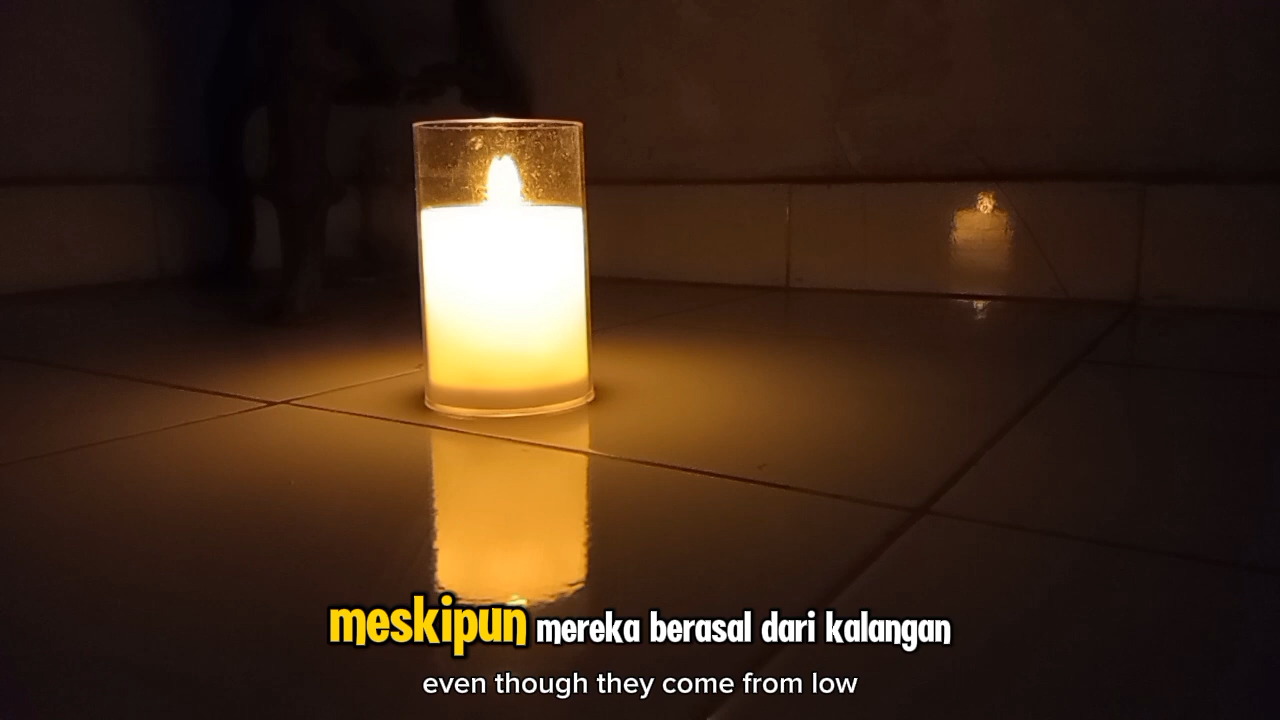 meskipun mereka berasal dari kalangan
even though they come from low